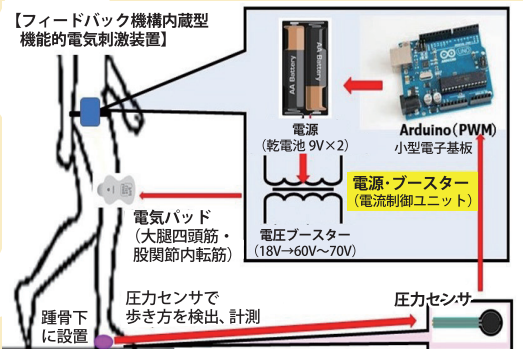 【フィードバック機構内蔵型
機能的電気刺激装置】
AA Battery
AA Battery
電源
(乾電池 9V×2)
Arduino(PWM)
小型電子基板
電源・ブースター
(電流制御ユニット)
電圧ブースター
(18V→60V～70V)
電気パッド
(大腿四頭筋・
股関節内転筋)
圧力センサで
歩き方を検出、計測
圧力センサ
踵骨下
に設置